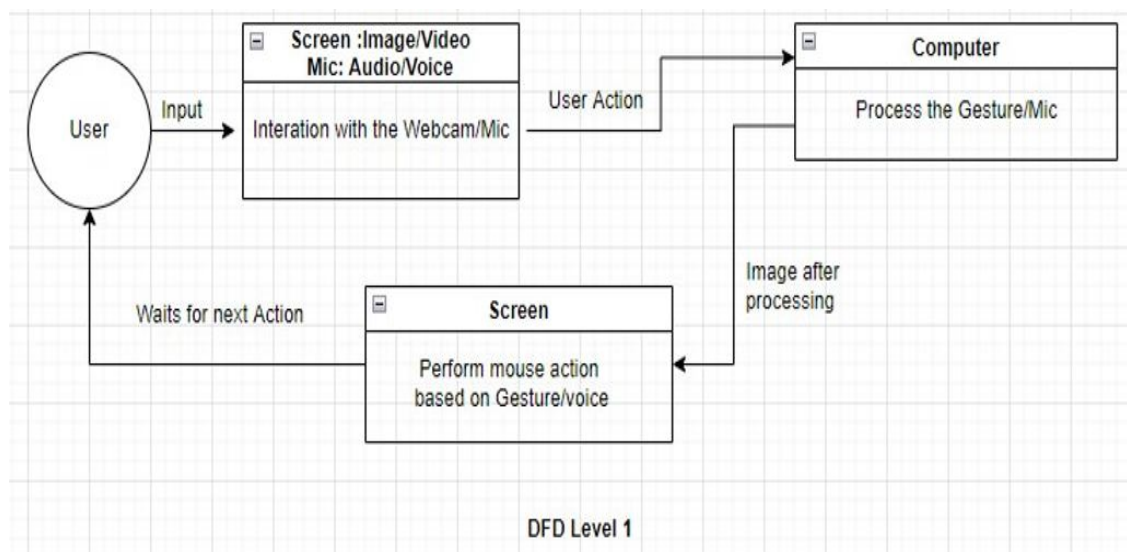 Screen :Image/Video
Mic: Audio/Voice
Computer
User
Input
Interation with the Webcam/Mic
User Action
Process the Gesture/Mic
Image after
processing
Waits for next Action
Screen
Perform mouse action
based on Gesture/voice
DFD Level 1